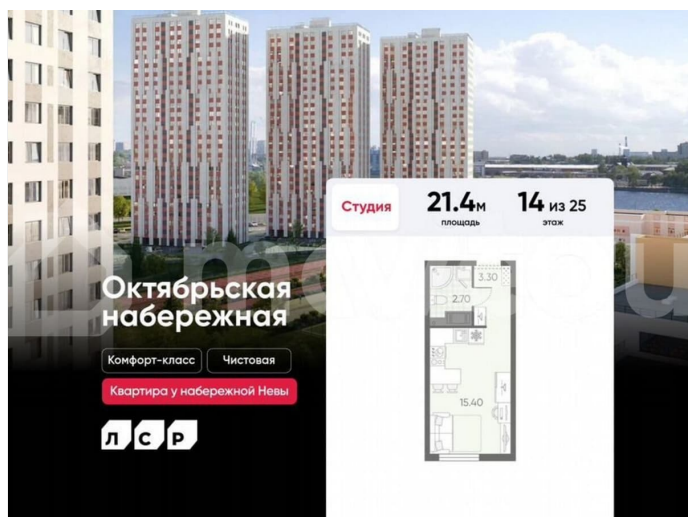 Студия
21.4м
площадь
14 из 25
этаж
3.30
2.70
15.40
Октябрьская
набережная
Комфорт-класс
Чистовая
Квартира у набережной Невы
ЛСР